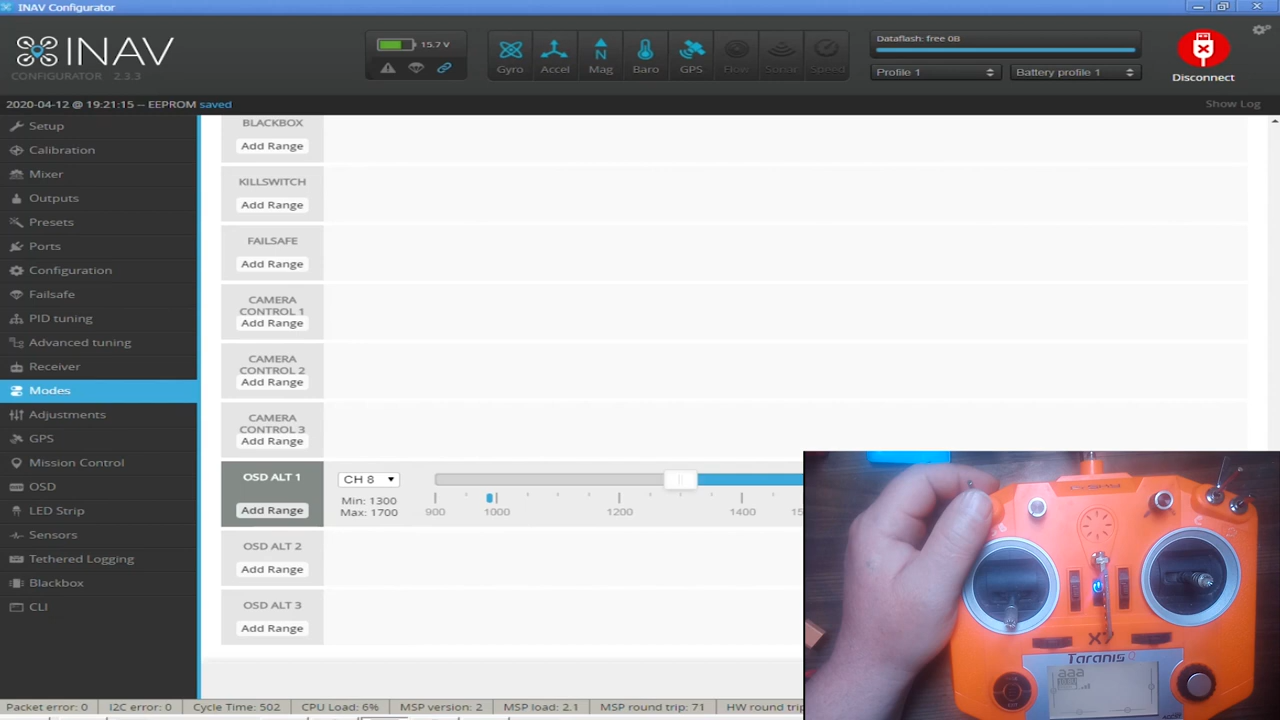 INAV Configurator
INAV
CONFIGURATOR 2.3.3
15.7 V
Gyro
Accel
Mag
Baro
GPS
Flow
Sonar
Speed
Dataflash: free 0B
Profile 1
Battery profile 1
Disconnect
2020-04-12 @ 19:21:15 -- EEPROM saved
Show Log
Setup
Calibration
Mixer
Outputs
Presets
Ports
Configuration
Failsafe
PID tuning
Advanced tuning
Receiver
Modes
Adjustments
GPS
Mission Control
OSD
LED Strip
Sensors
Tethered Logging
Blackbox
CLI
BLACKBOX
Add Range
KILLSWITCH
Add Range
FAILSAFE
Add Range
CAMERA
CONTROL 1
Add Range
CAMERA
CONTROL 2
Add Range
CAMERA
CONTROL 3
Add Range
OSD ALT 1
Add Range
CH 8
Min: 1300
Max: 1700
900
1000
1200
1400
OSD ALT 2
Add Range
OSD ALT 3
Add Range
Taranis Q
X7
aaa
Packet error: 0
I2C error: 0
Cycle Time: 502
CPU Load: 6%
MSP version: 2
MSP load: 2.1
MSP round trip: 71
HW round trip